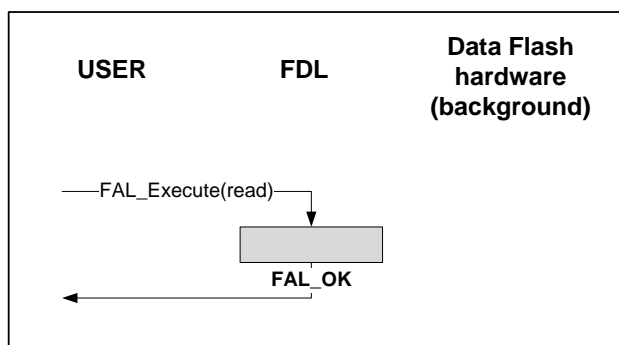 USER
FDL
Data Flash
hardware
(background)
FAL_Execute(read)
FAL_OK